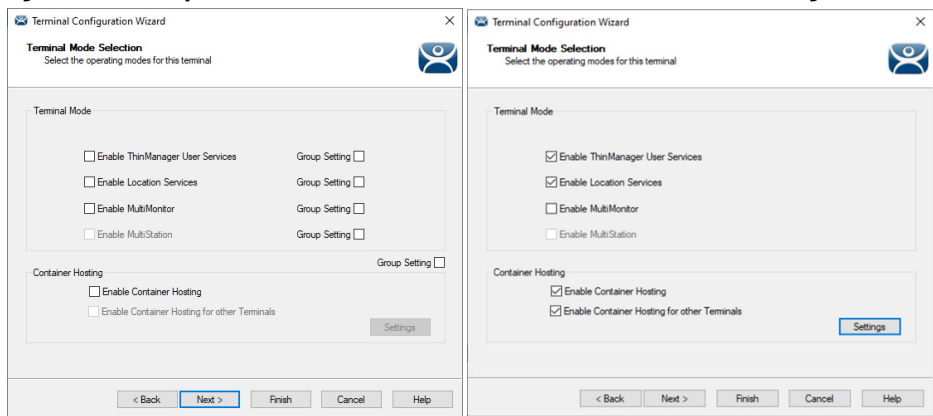 Terminal Configuration Wizard
Terminal Mode Selection
Select the operating modes for this terminal
Terminal Mode
Enable ThinManager User Services Group Setting
Enable Location Services Group Setting
Enable MultiMonitor Group Setting
Enable MultiStation Group Setting
Group Setting
Container Hosting
Enable Container Hosting
Enable Container Hosting for other Terminals
Settings
< Back Next > Finish Cancel Help
Terminal Configuration Wizard
Terminal Mode Selection
Select the operating modes for this terminal
Terminal Mode
Enable ThinManager User Services
Enable Location Services
Enable MultiMonitor
Enable MultiStation
Container Hosting
Enable Container Hosting
Enable Container Hosting for other Terminals
Settings
< Back Next > Finish Cancel Help